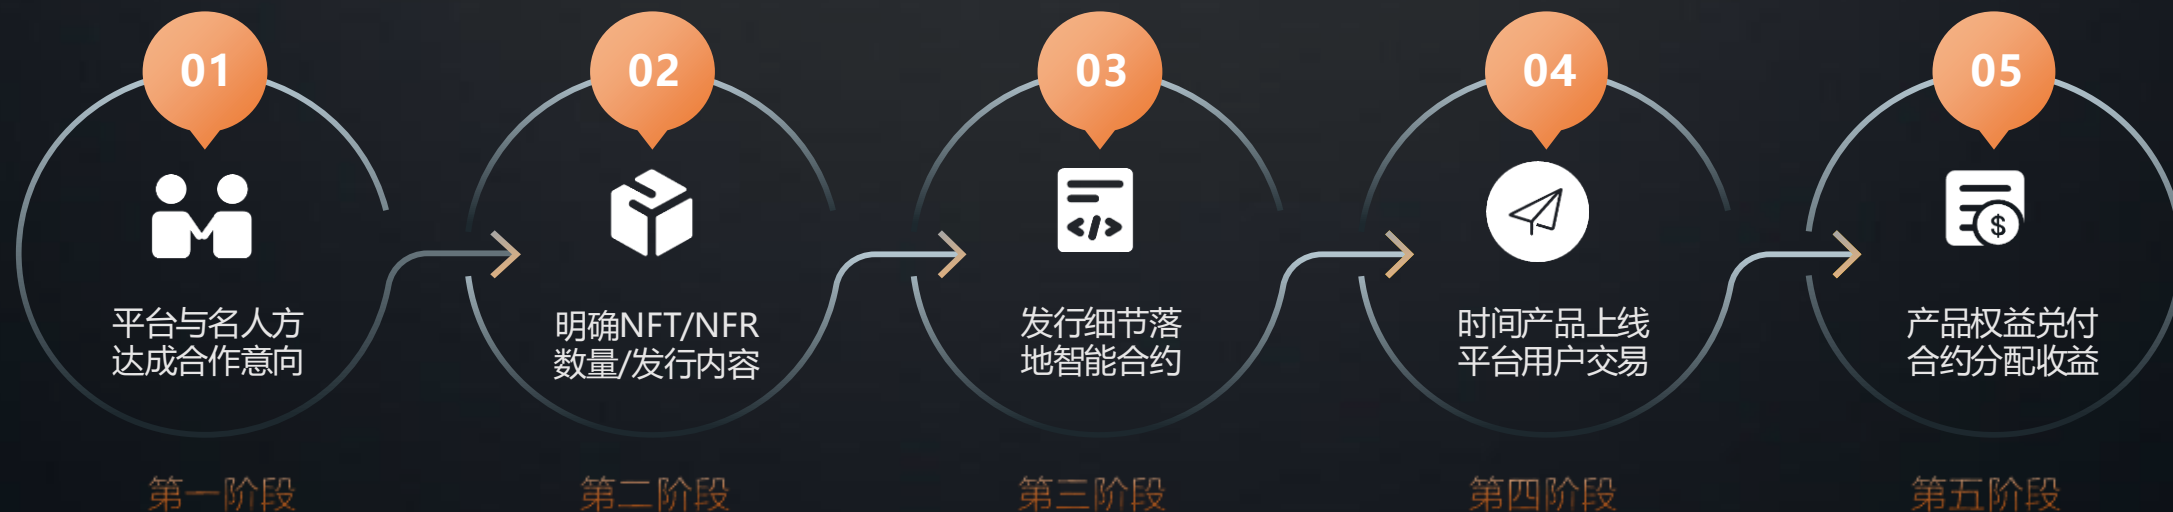 01
平台与名人方
达成合作意向
第一阶段
02
明确NFT/NFR
数量/发行内容
第二阶段
03
发行细节落
地智能合约
第三阶段
04
时间产品上线
平台用户交易
第四阶段
05
产品权益兑付
合约分配收益
第五阶段